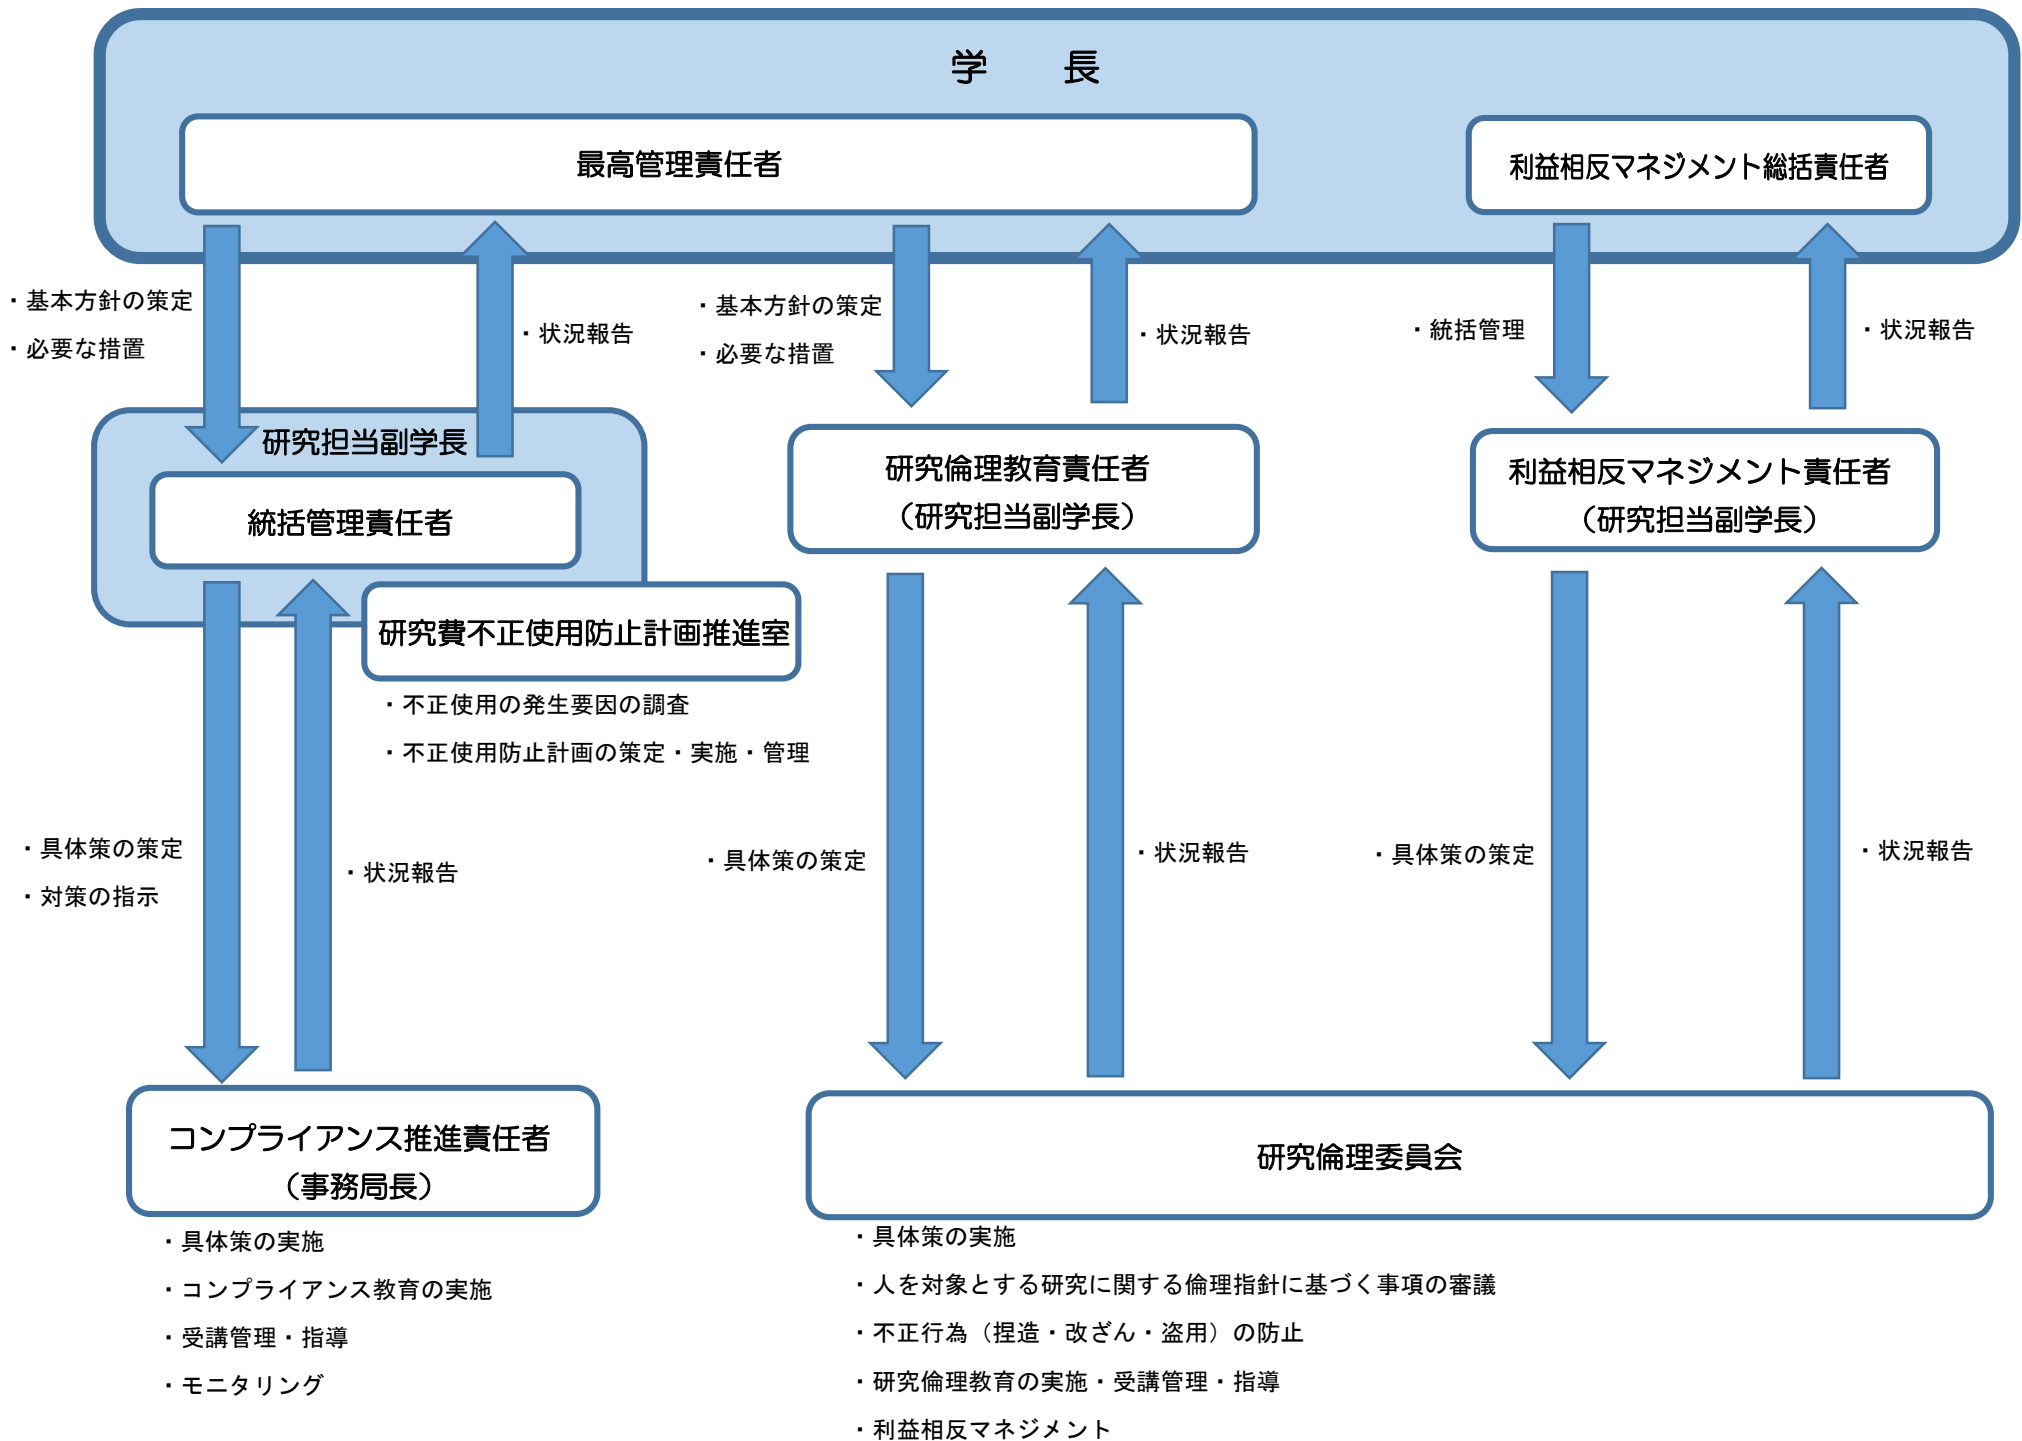 学　　長
最高管理責任者
利益相反マネジメント総括責任者
・基本方針の策定
・必要な措置
・状況報告
・基本方針の策定
・必要な措置
・状況報告
・統括管理
・状況報告
研究担当副学長
統括管理責任者
研究費不正使用防止計画推進室
・不正使用の発生要因の調査
・不正使用防止計画の策定・実施・管理
研究倫理教育責任者
（研究担当副学長）
利益相反マネジメント責任者
（研究担当副学長）
・具体策の策定
・対策の指示
・状況報告
・具体策の策定
・状況報告
・具体策の策定
・状況報告
コンプライアンス推進責任者
（事務局長）
・具体策の実施
・コンプライアンス教育の実施
・受講管理・指導
・モニタリング
研究倫理委員会
・具体策の実施
・人を対象とする研究に関する倫理指針に基づく事項の審議
・不正行為（捏造・改ざん・盗用）の防止
・研究倫理教育の実施・受講管理・指導
・利益相反マネジメント